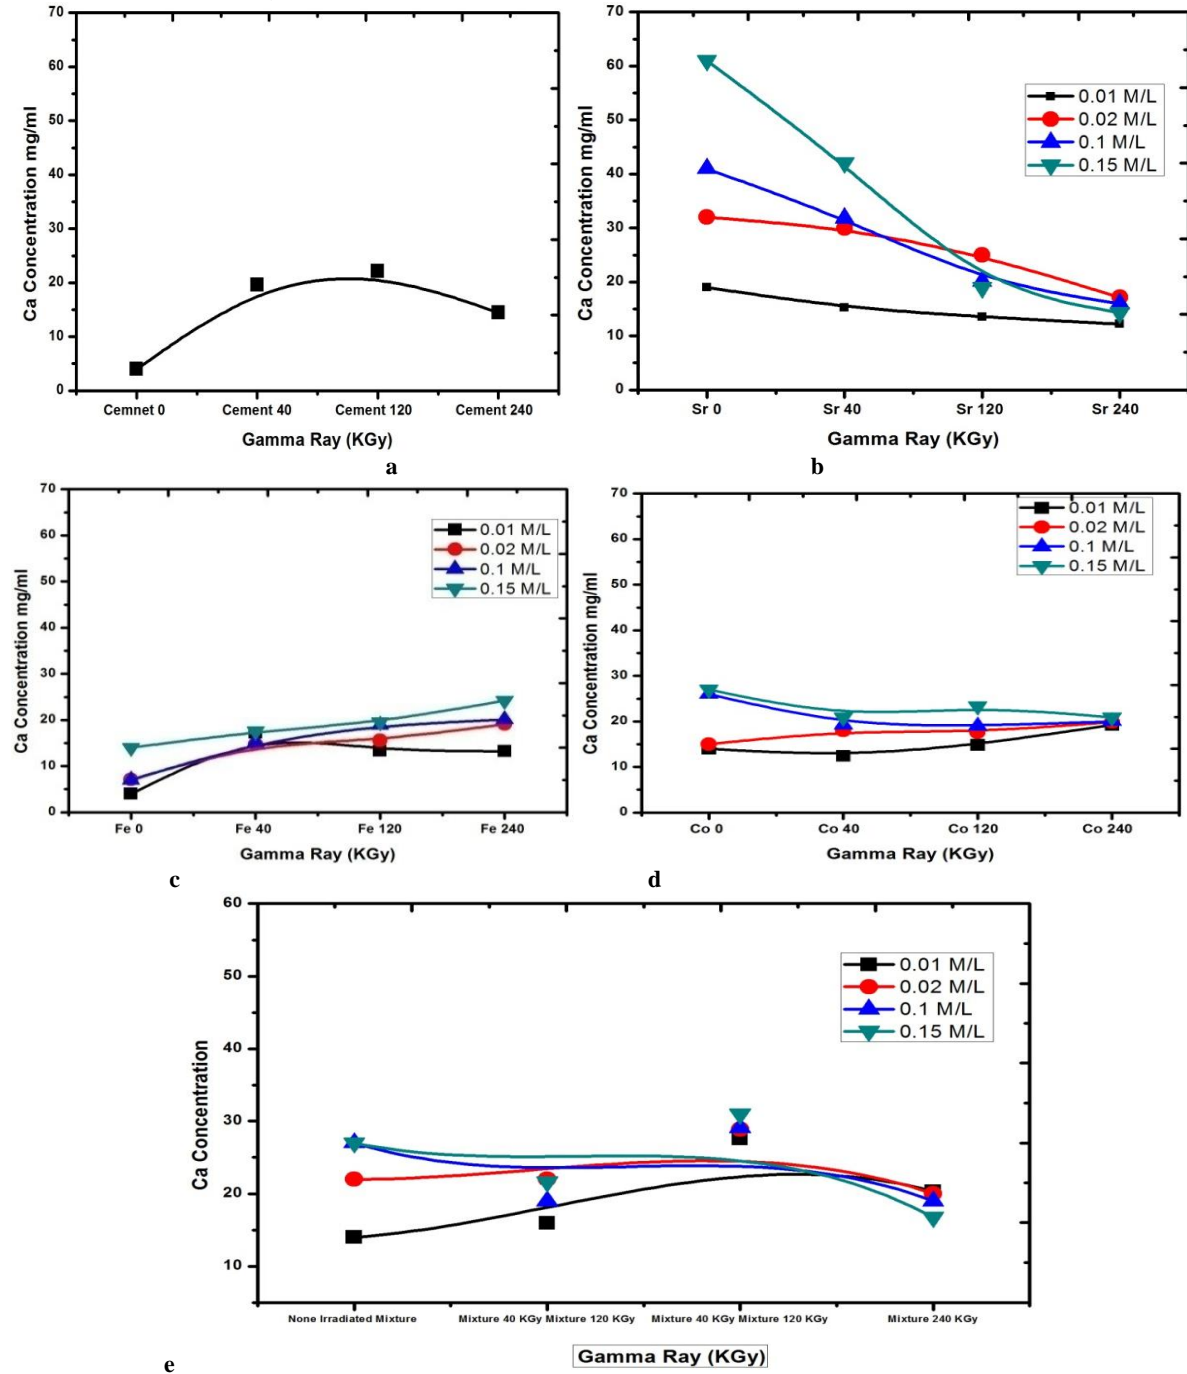 70
60
50
40
30
20
10
0
Ca Concentration mg/ml
Cemnet 0 Cement 40 Cement 120 Cement 240
Gamma Ray (KGy)
a
70
60
50
40
30
20
10
0
Ca Concentration mg/ml
0.01 M/L
0.02 M/L
0.1 M/L
0.15 M/L
Sr 0 Sr 40 Sr 120 Sr 240
Gamma Ray (KGy)
b
70
60
50
40
30
20
10
0
Ca Concentration mg/ml
0.01 M/L
0.02 M/L
0.1 M/L
0.15 M/L
Fe 0 Fe 40 Fe 120 Fe 240
Gamma Ray (KGy)
c
70
60
50
40
30
20
10
0
Ca Concentration mg/ml
0.01 M/L
0.02 M/L
0.1 M/L
0.15 M/L
Co 0 Co 40 Co 120 Co 240
Gamma Ray (KGy)
d
60
50
40
30
20
10
Ca Concentration
0.01 M/L
0.02 M/L
0.1 M/L
0.15 M/L
None Irradiated Mixture Mixture 40 KGy Mixture 120 KGy Mixture 40 KGy Mixture 120 KGy Mixture 240 KGy
Gamma Ray (KGy)
e